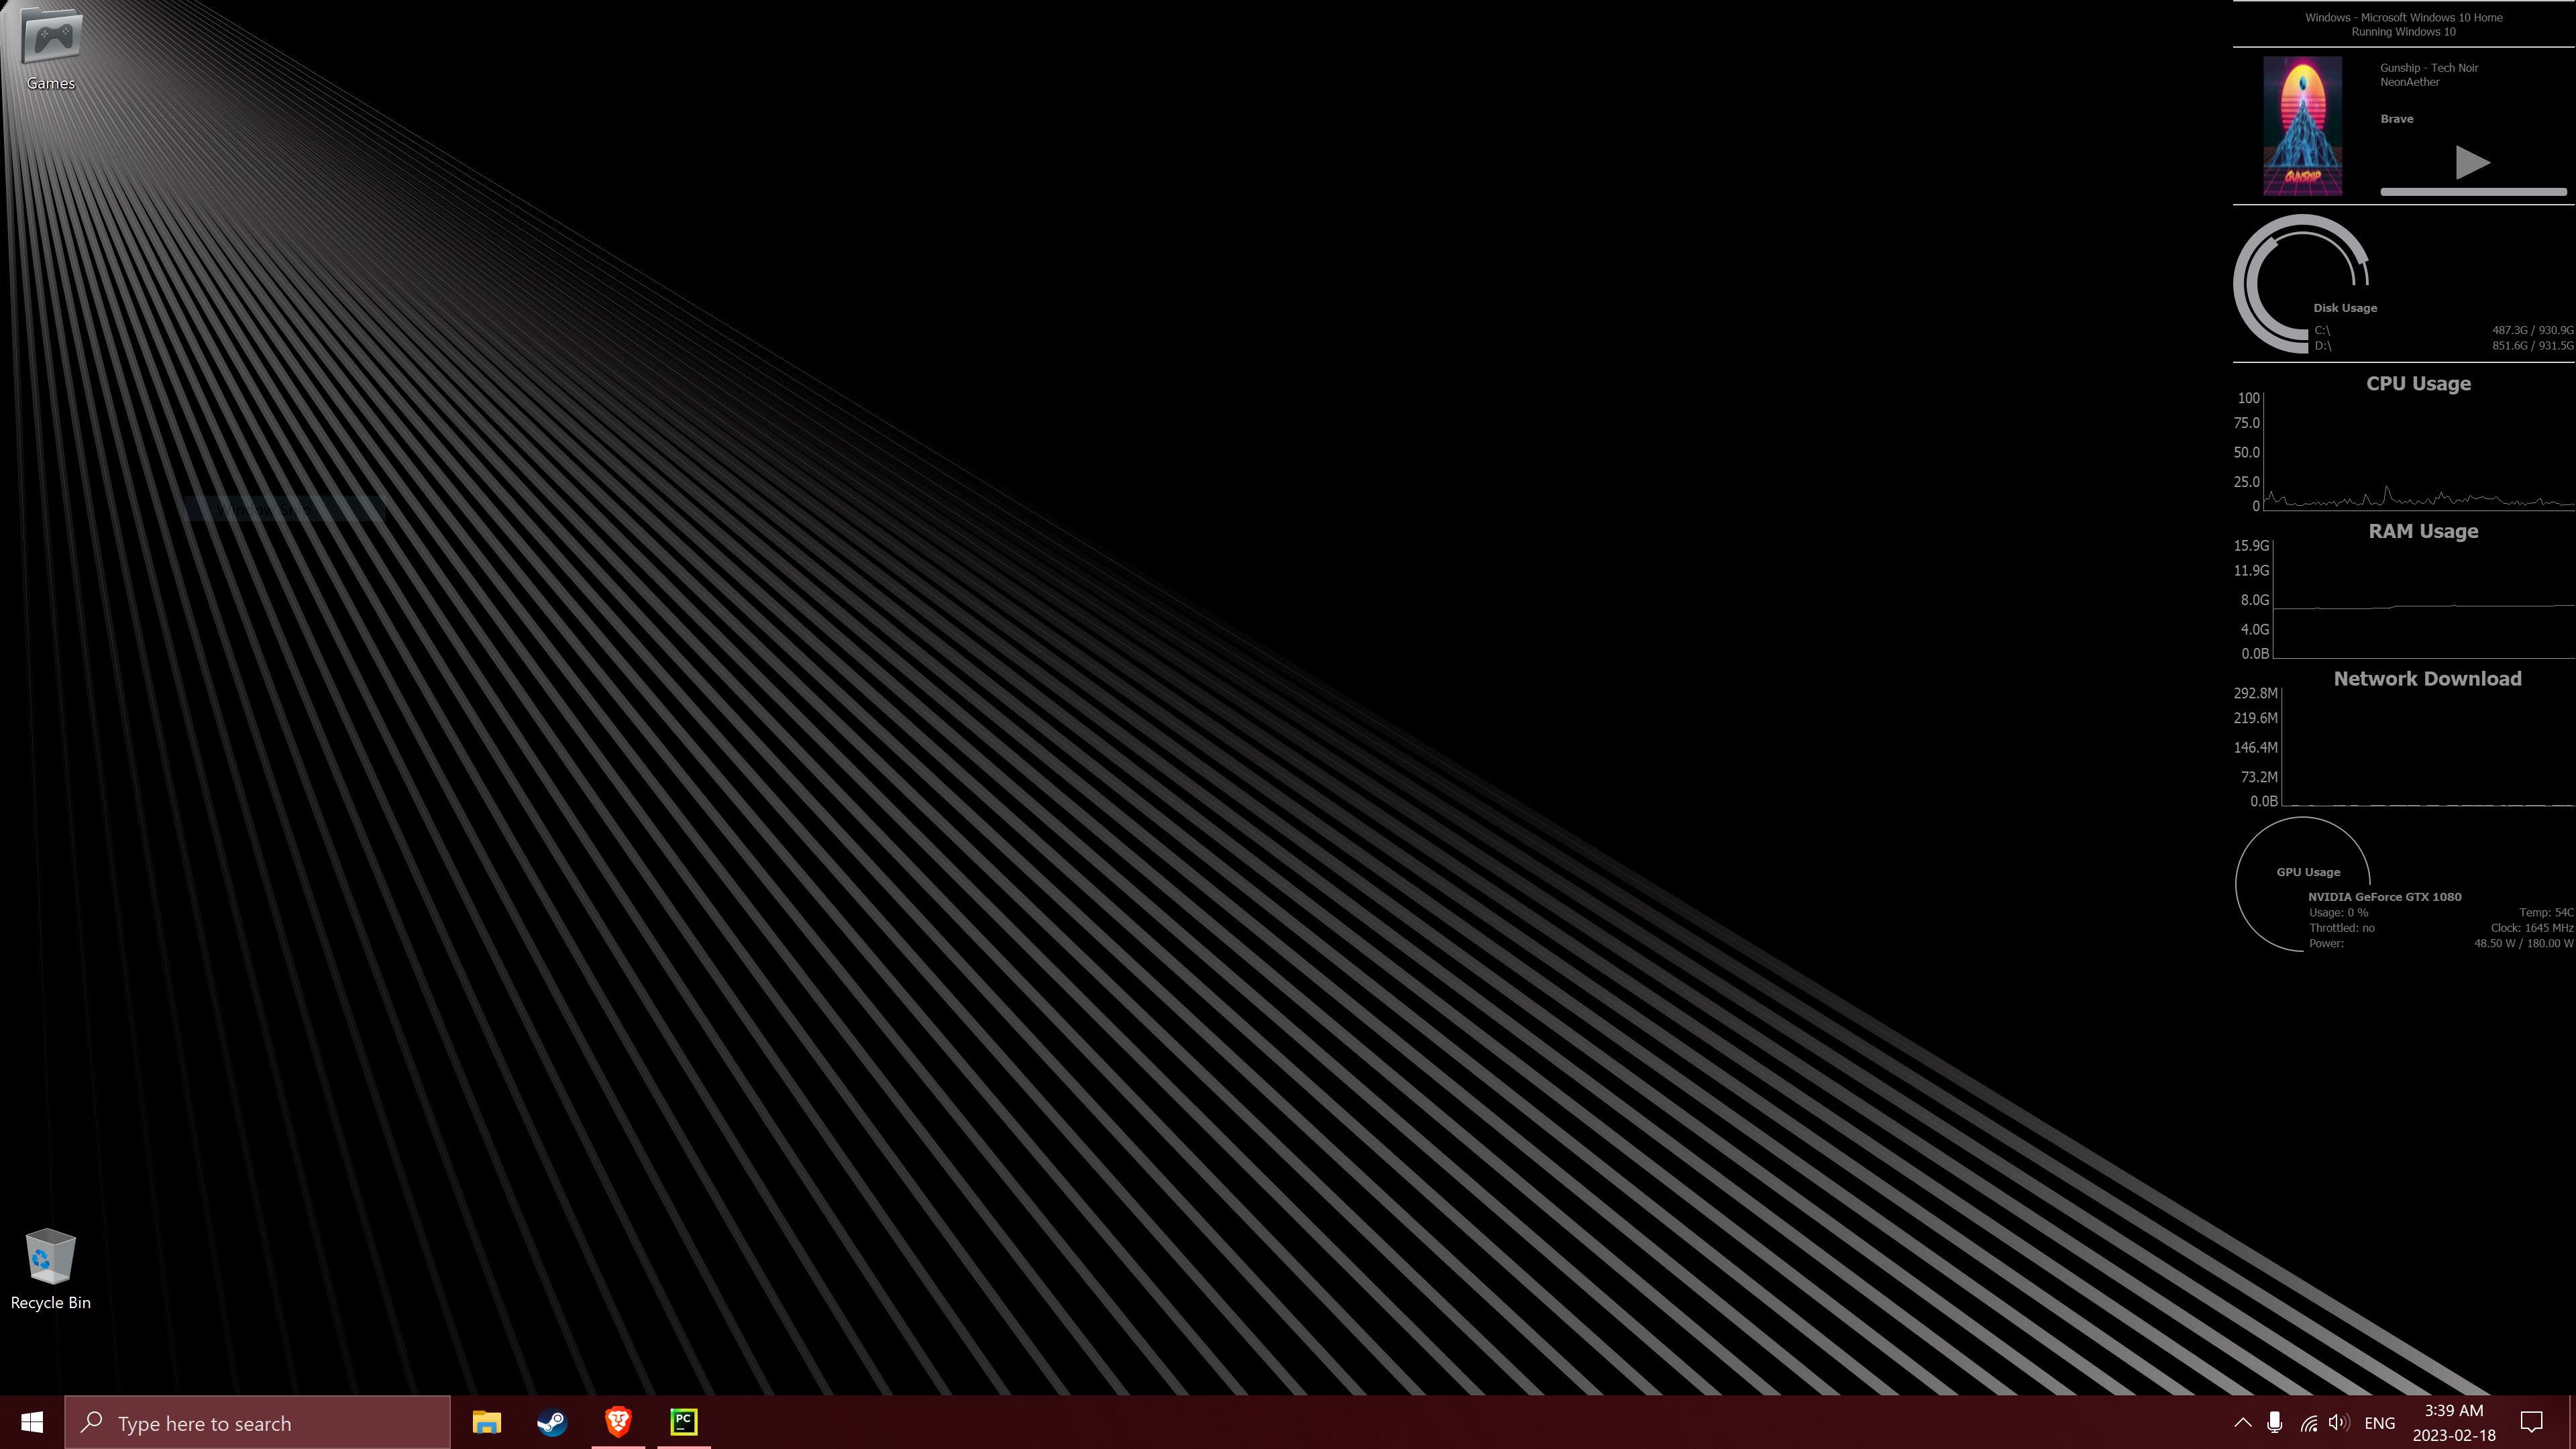 Games
Windows - Microsoft Windows 10 Home
Running Windows 10
Gunship - Tech Noir
NeonAether
Brave
GUNSHIP
Disk Usage
C:\ 487.3G / 930.9G
D:\ 851.6G / 931.5G
CPU Usage
100
75.0
50.0
25.0
0
Window Snip
RAM Usage
15.9G
11.9G
8.0G
4.0G
0.0B
Network Download
292.8M
219.6M
146.4M
73.2M
0.0B
GPU Usage
NVIDIA GeForce GTX 1080
Usage: 0 % Temp: 54C
Throttled: no Clock: 1645 MHz
Power: 48.50 W / 180.00 W
Recycle Bin
Type here to search
PC
ENG
3:39 AM
2023-02-18